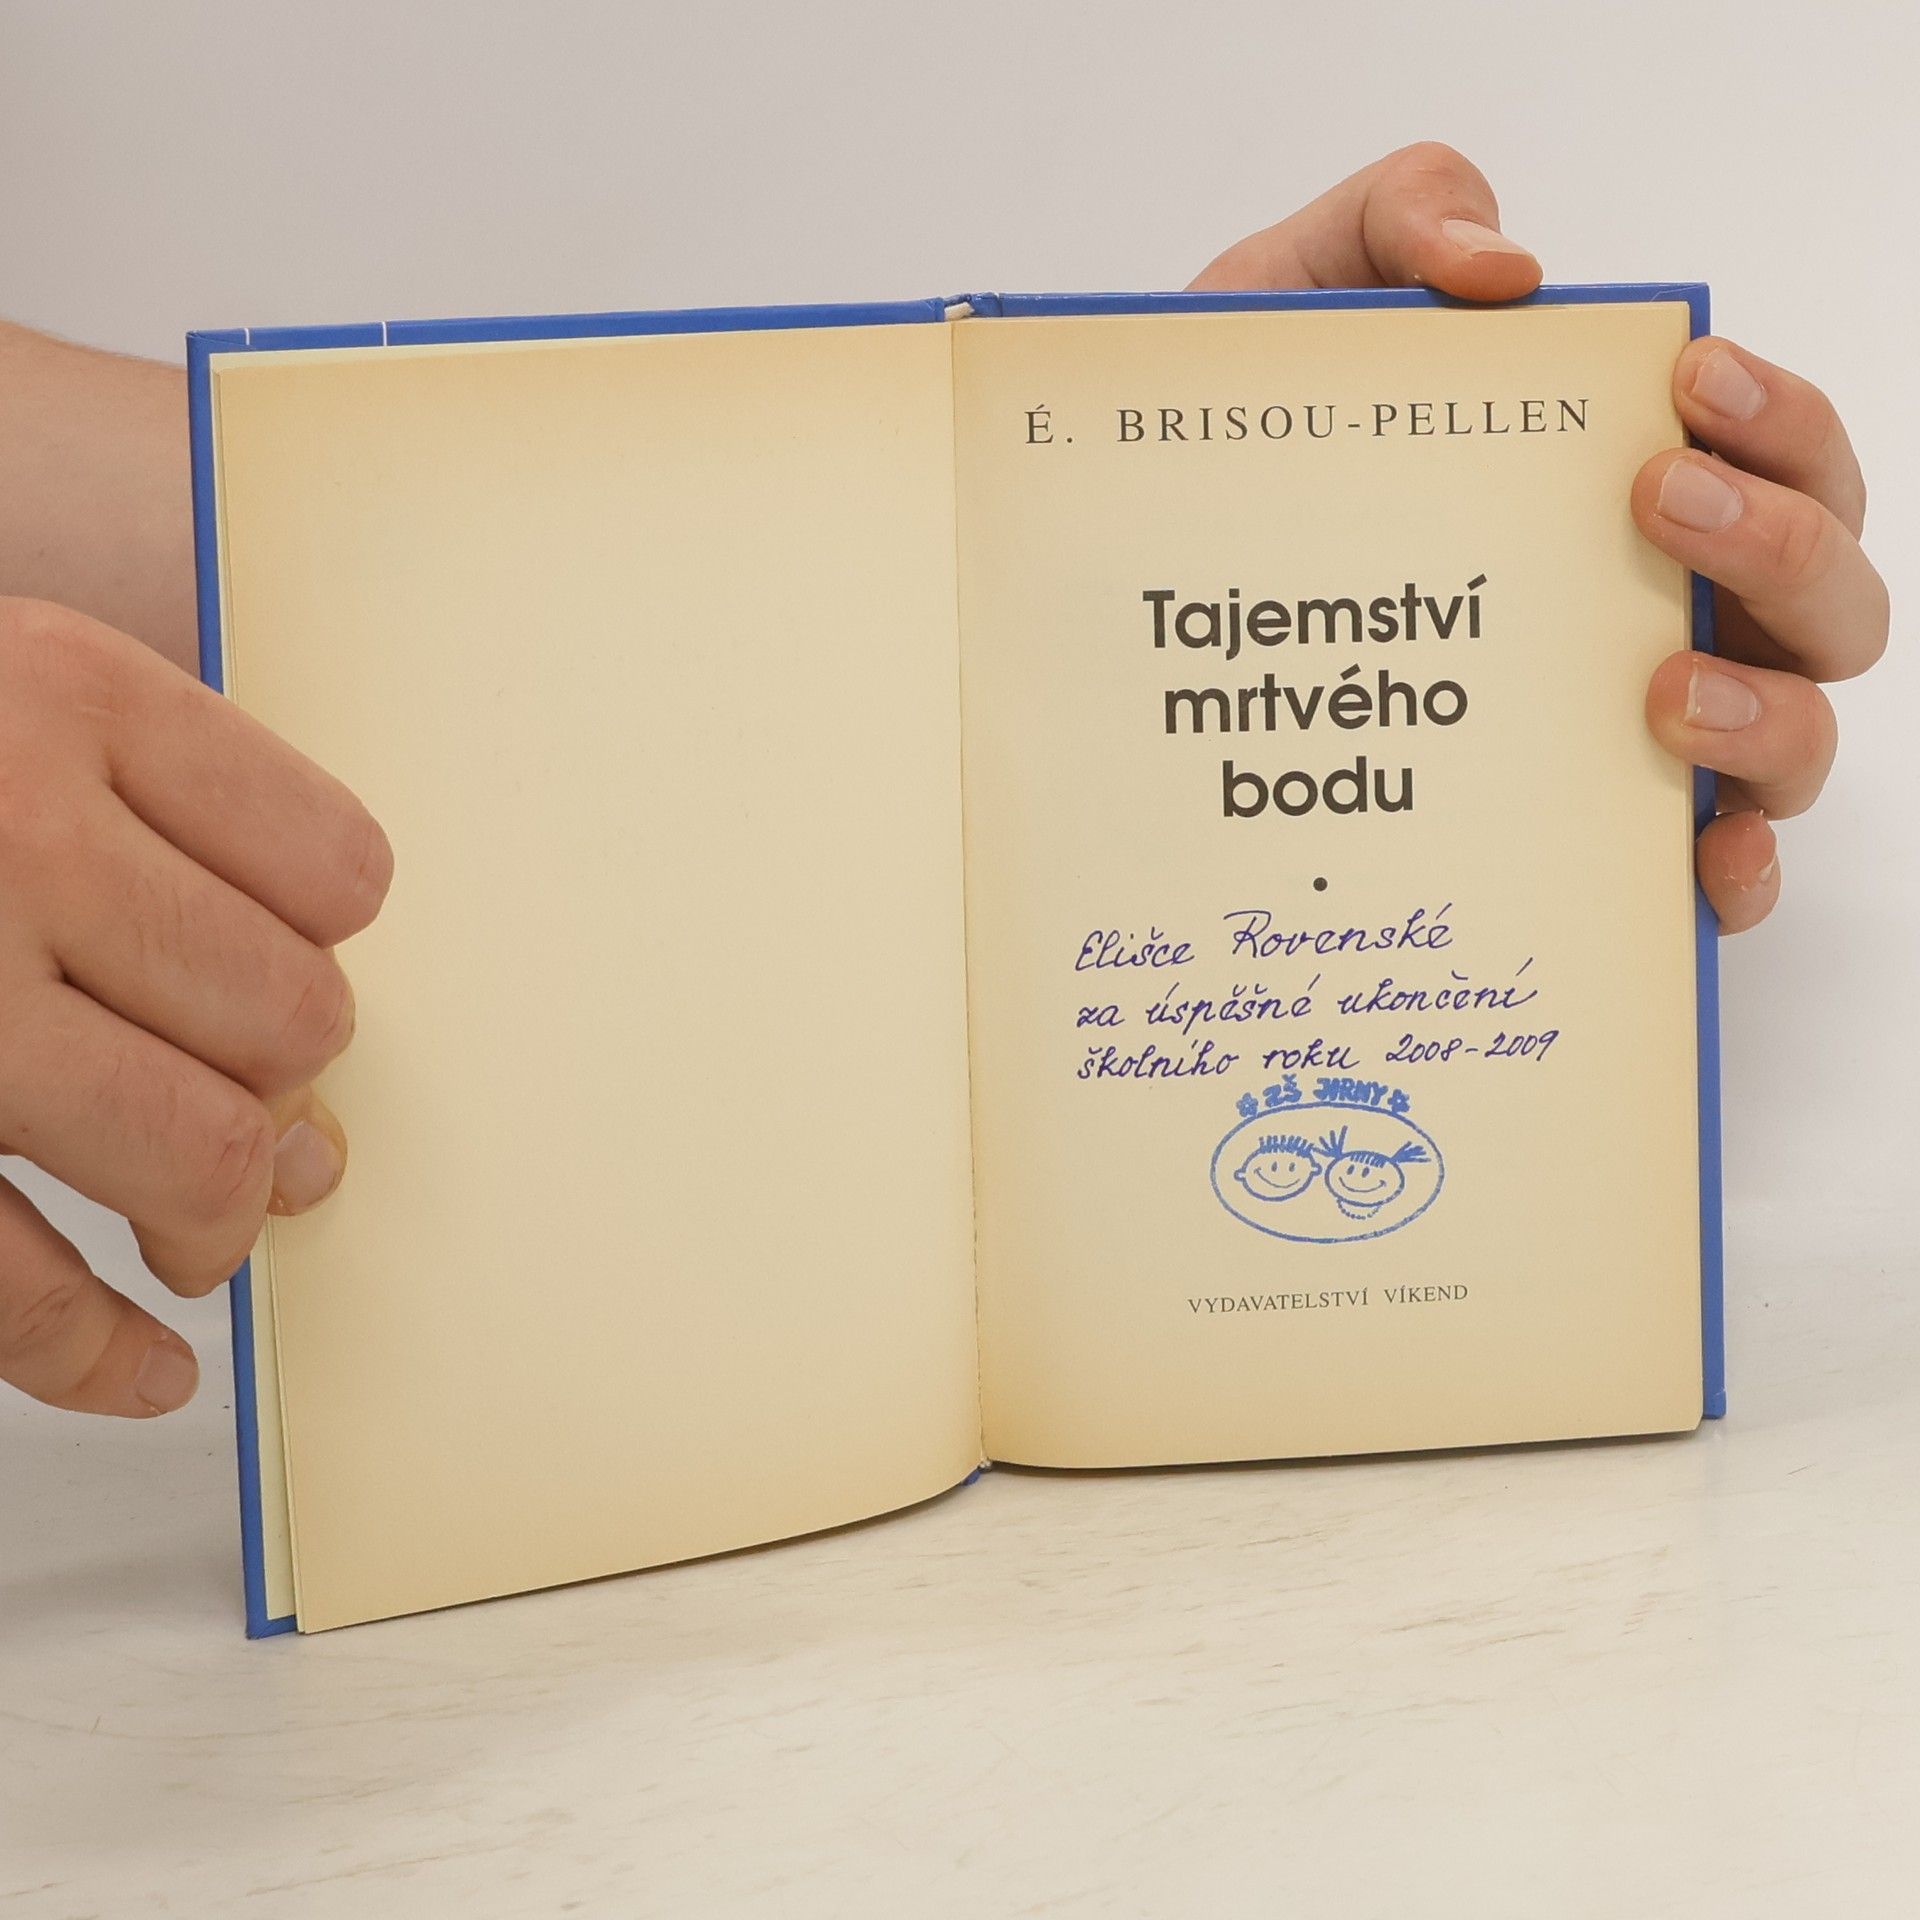 É. BRISOU-PELLEN
Tajemství
mrtvého
bodu
•
Elišce Rovenské
za úspěšné ukončení
školního roku 2008-2009
ZŠ JIRNY
VYDAVATELSTVÍ VÍKEND